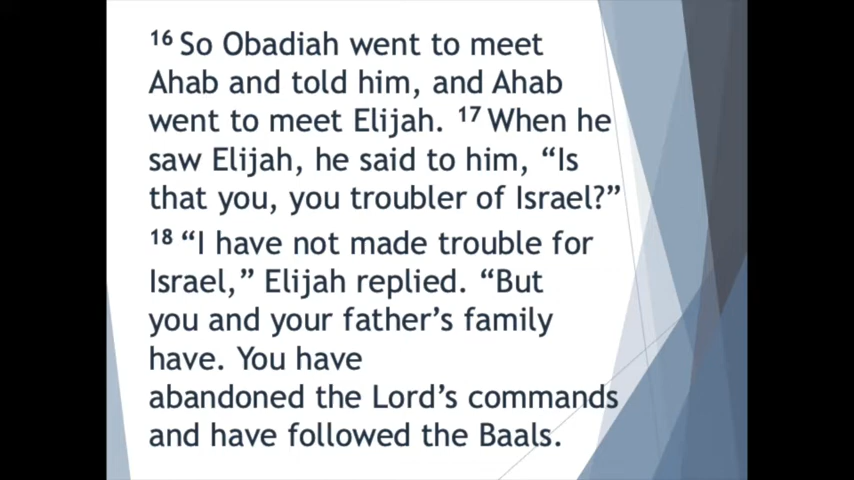 16 So Obadiah went to meet
Ahab and told him, and Ahab
went to meet Elijah. 17 When he
saw Elijah, he said to him, “Is
that you, you troubler of Israel?”
18 “I have not made trouble for
Israel,” Elijah replied. “But
you and your father’s family
have. You have
abandoned the Lord’s commands
and have followed the Baals.